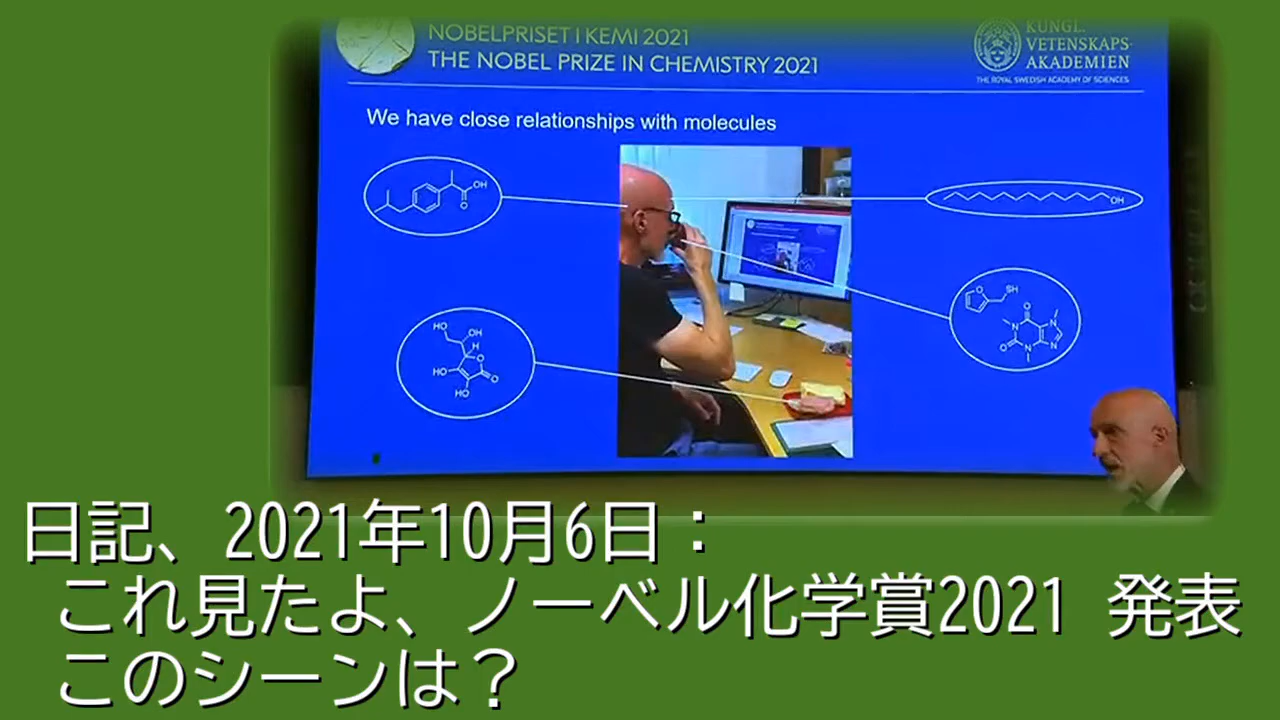 NOBELPRISET I KEMI 2021
THE NOBEL PRIZE IN CHEMISTRY 2021
KUNGL.
VETENSKAPS-
AKADEMIEN
THE ROYAL SWEDISH ACADEMY OF SCIENCES
We have close relationships with molecules
OH
O
OH
SH
O
O
N
N
N
N
O
HO
OH
H
O
HO
O
HO
日記、2021年10月6日：
これ見たよ、ノーベル化学賞2021 発表
このシーンは？